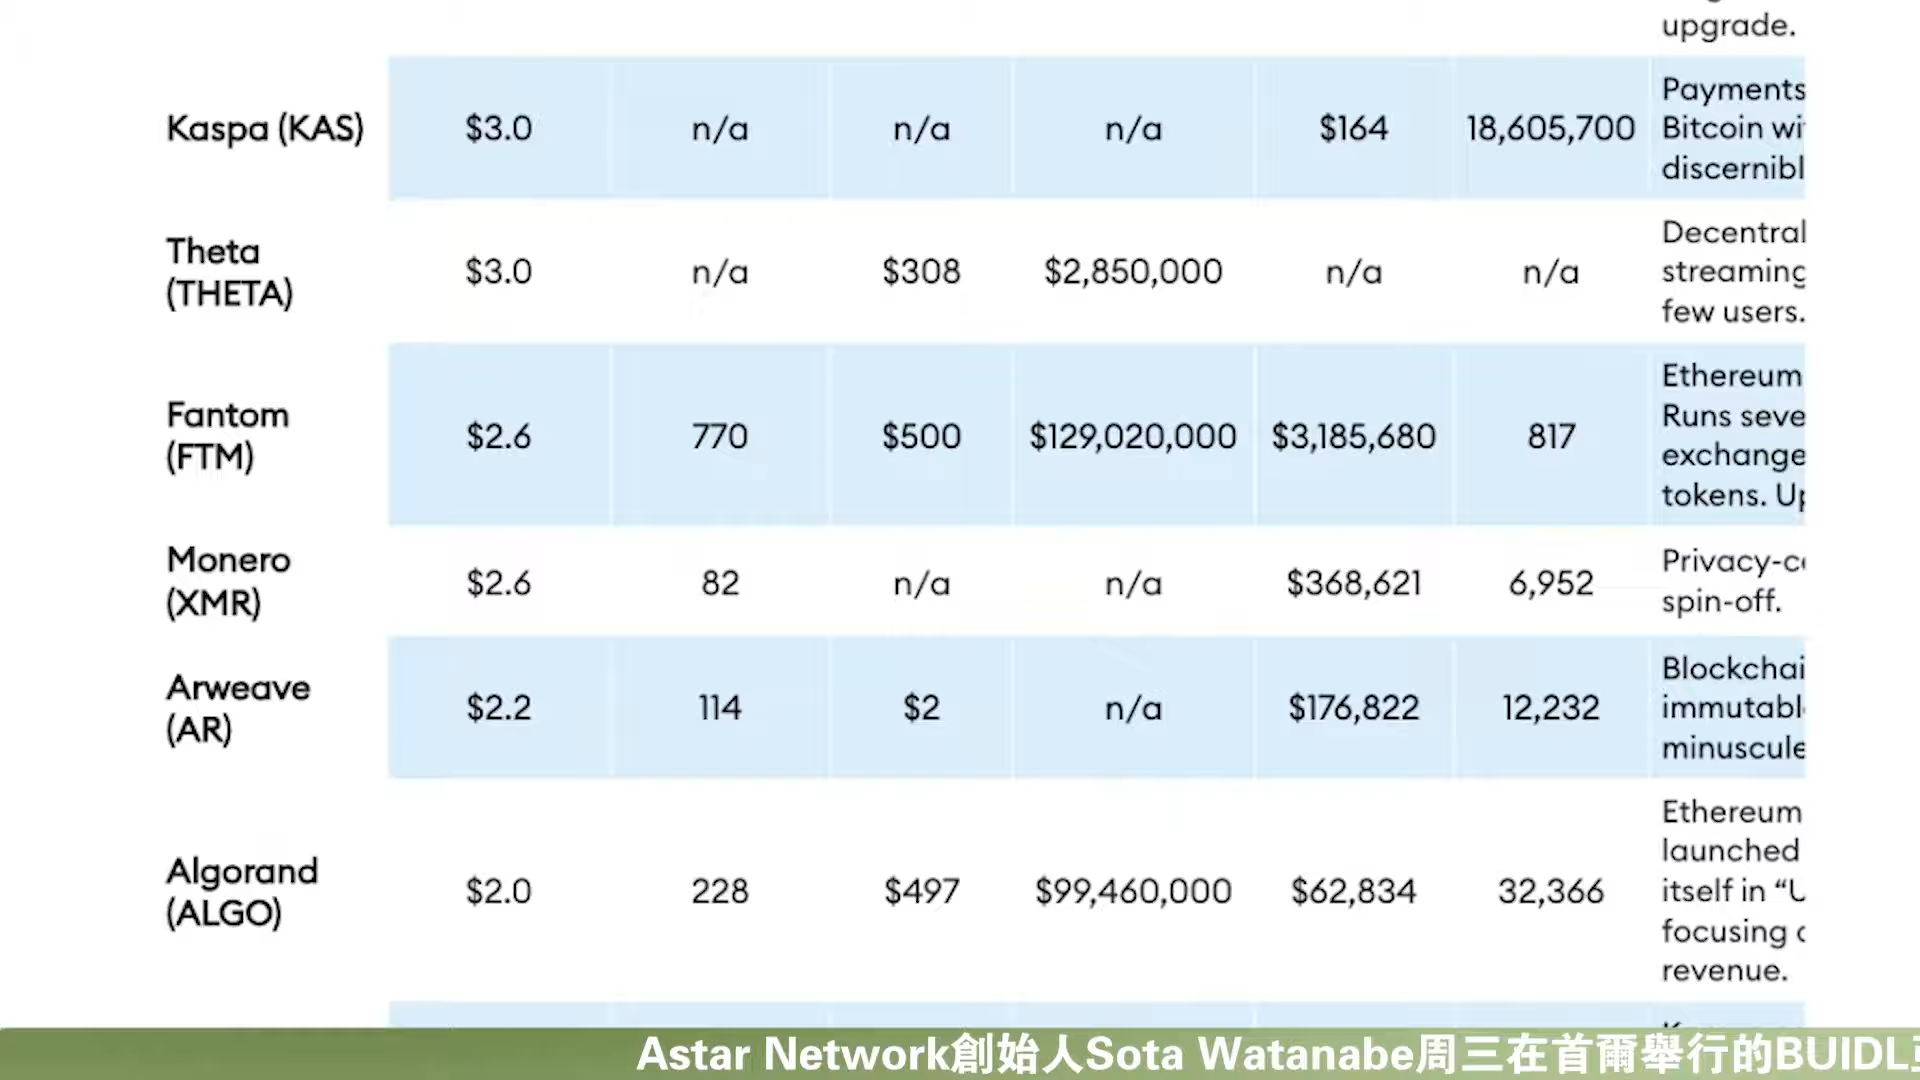 upgrade.
Kaspa (KAS) $3.0 n/a n/a n/a $164 18,605,700
Payments
Bitcoin wi
discernibl
Theta
(THETA)
$3.0 n/a $308 $2,850,000 n/a n/a
Decentral
streaming
few users.
Fantom
(FTM)
$2.6 770 $500 $129,020,000 $3,185,680 817
Ethereum
Runs seve
exchange
tokens. Up
Monero
(XMR)
$2.6 82 n/a n/a $368,621 6,952
Privacy-c
spin-off.
Arweave
(AR)
$2.2 114 $2 n/a $176,822 12,232
Blockchai
immutabl
minuscule
Algorand
(ALGO)
$2.0 228 $497 $99,460,000 $62,834 32,366
Ethereum
launched
itself in “U
focusing
revenue.
Astar Network創始人Sota Watanabe周三在首爾舉行的BUIDL